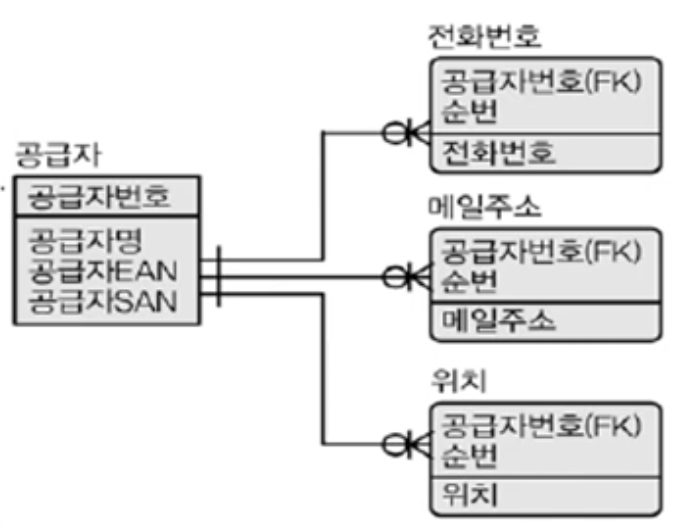 공급자
공급자번호
공급자명
공급자EAN
공급자SAN
전화번호
공급자번호(FK)
순번
전화번호
메일주소
공급자번호(FK)
순번
메일주소
위치
공급자번호(FK)
순번
위치